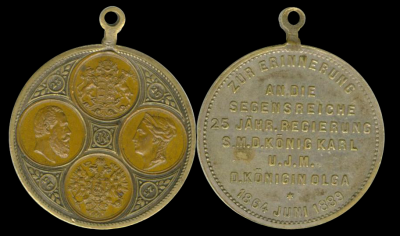 ZUR ERINNERUNG
AN DIE
SEGENSREICHE
25 JÄHR. REGIERUNG
S.M.D. KÖNIG KARL
U.J.M.
D. KÖNIGIN OLGA
1864 JUNI 1889